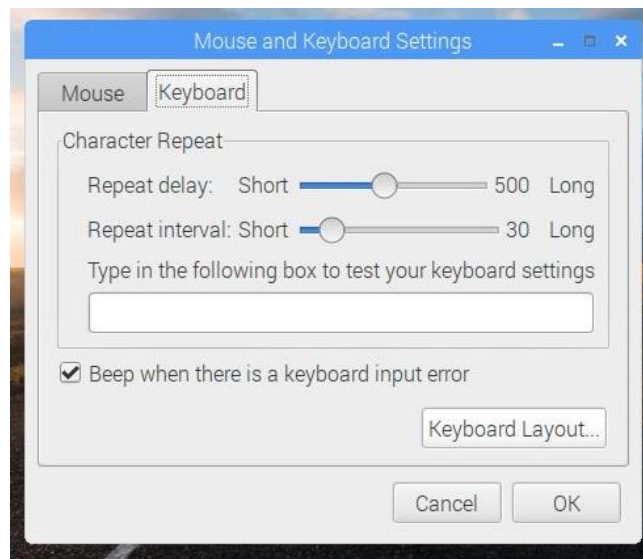 Mouse and Keyboard Settings
Mouse Keyboard
Character Repeat
Repeat delay: Short 500 Long
Repeat interval: Short 30 Long
Type in the following box to test your keyboard settings
Beep when there is a keyboard input error
Keyboard Layout...
Cancel OK